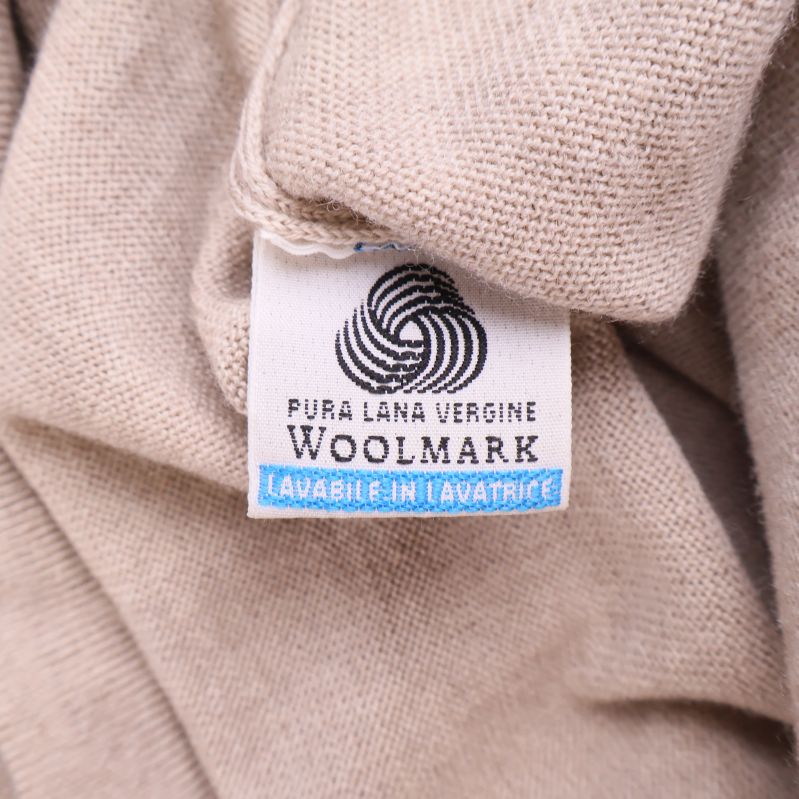 PURA LANA VERGINE
WOOLMARK
LAVABILE IN LAVATRICE